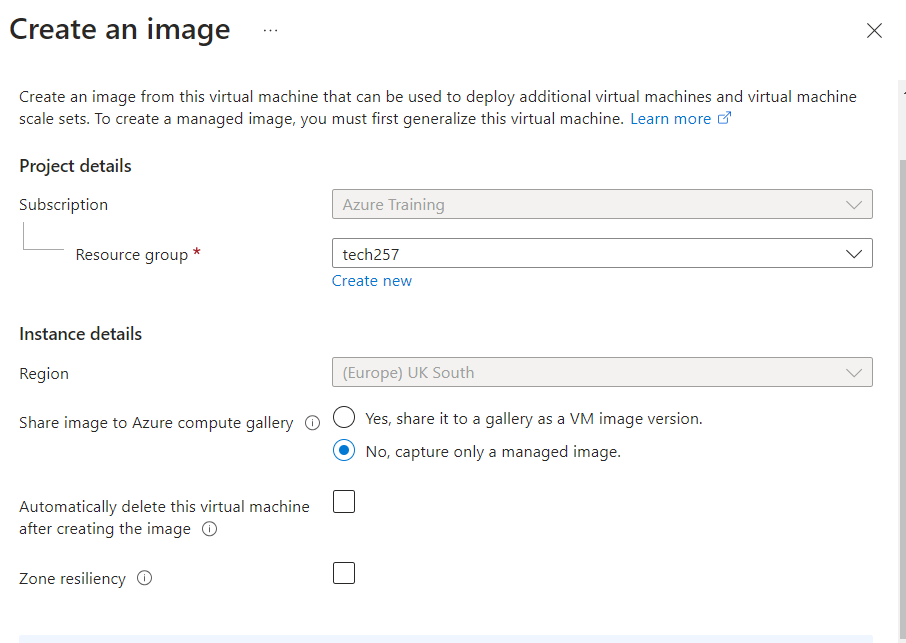 Create an image ...
Create an image from this virtual machine that can be used to deploy additional virtual machines and virtual machine
scale sets. To create a managed image, you must first generalize this virtual machine. Learn more
Project details
Subscription
Azure Training
Resource group *
tech257
Create new
Instance details
Region
(Europe) UK South
Share image to Azure compute gallery
Yes, share it to a gallery as a VM image version.
No, capture only a managed image.
Automatically delete this virtual machine
after creating the image
Zone resiliency